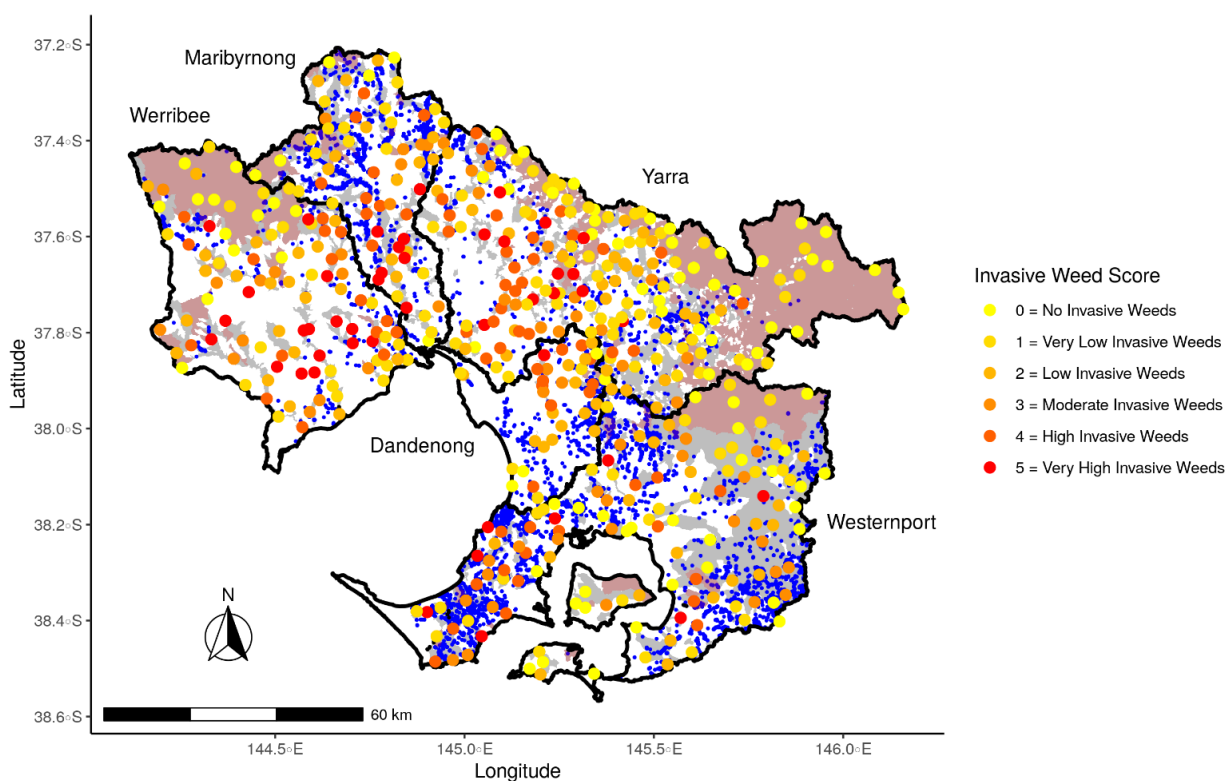 37.2°S
37.4°S
37.6°S
37.8°S
38.0°S
38.2°S
38.4°S
38.6°S
Latitude
Maribyrnong
Werribee
Yarra
Dandenong
Westernport
N
60 km
144.5°E
145.0°E
145.5°E
146.0°E
Longitude
Invasive Weed Score
0 = No Invasive Weeds
1 = Very Low Invasive Weeds
2 = Low Invasive Weeds
3 = Moderate Invasive Weeds
4 = High Invasive Weeds
5 = Very High Invasive Weeds